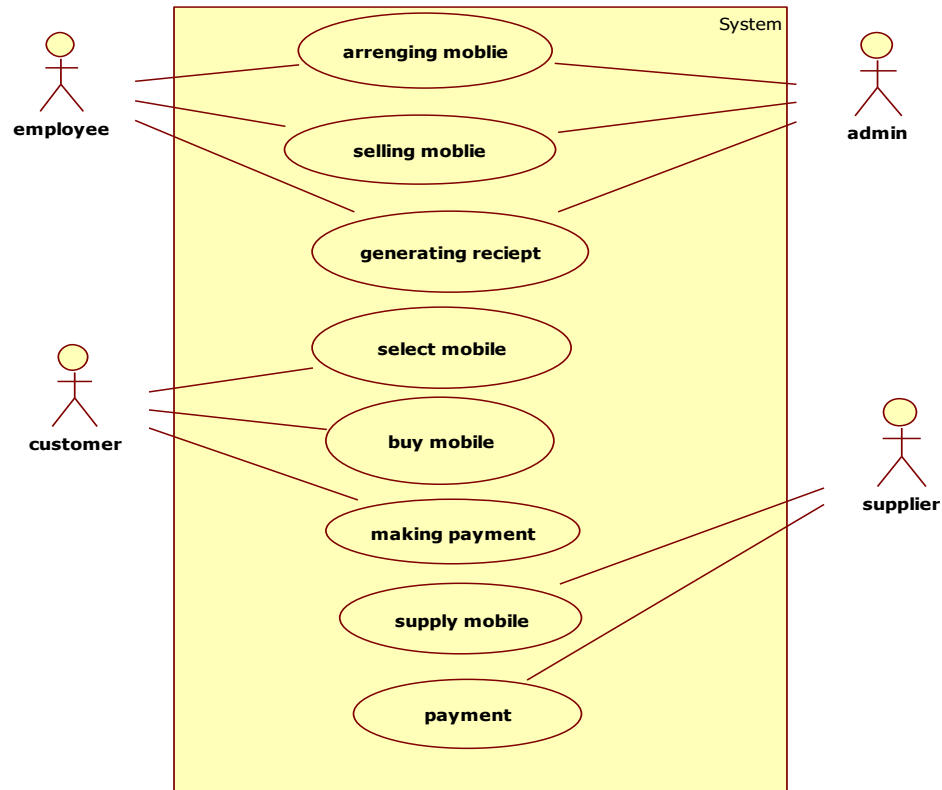 System
arrenging moblie
employee
admin
selling moblie
generating reciept
select mobile
customer
buy mobile
supplier
making payment
supply mobile
payment